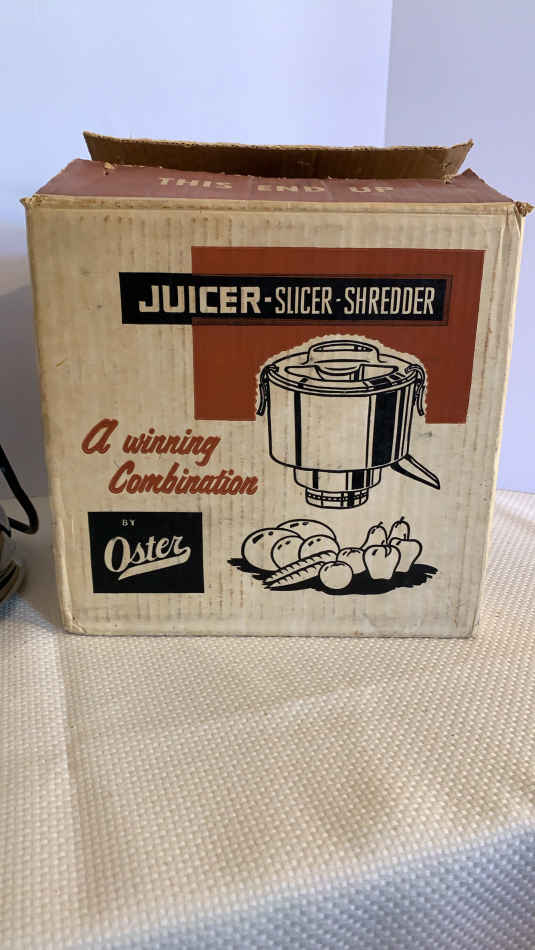 THIS END UP
JUICER-SLICER-SHREDDER
A winning
Combination
BY
Oster